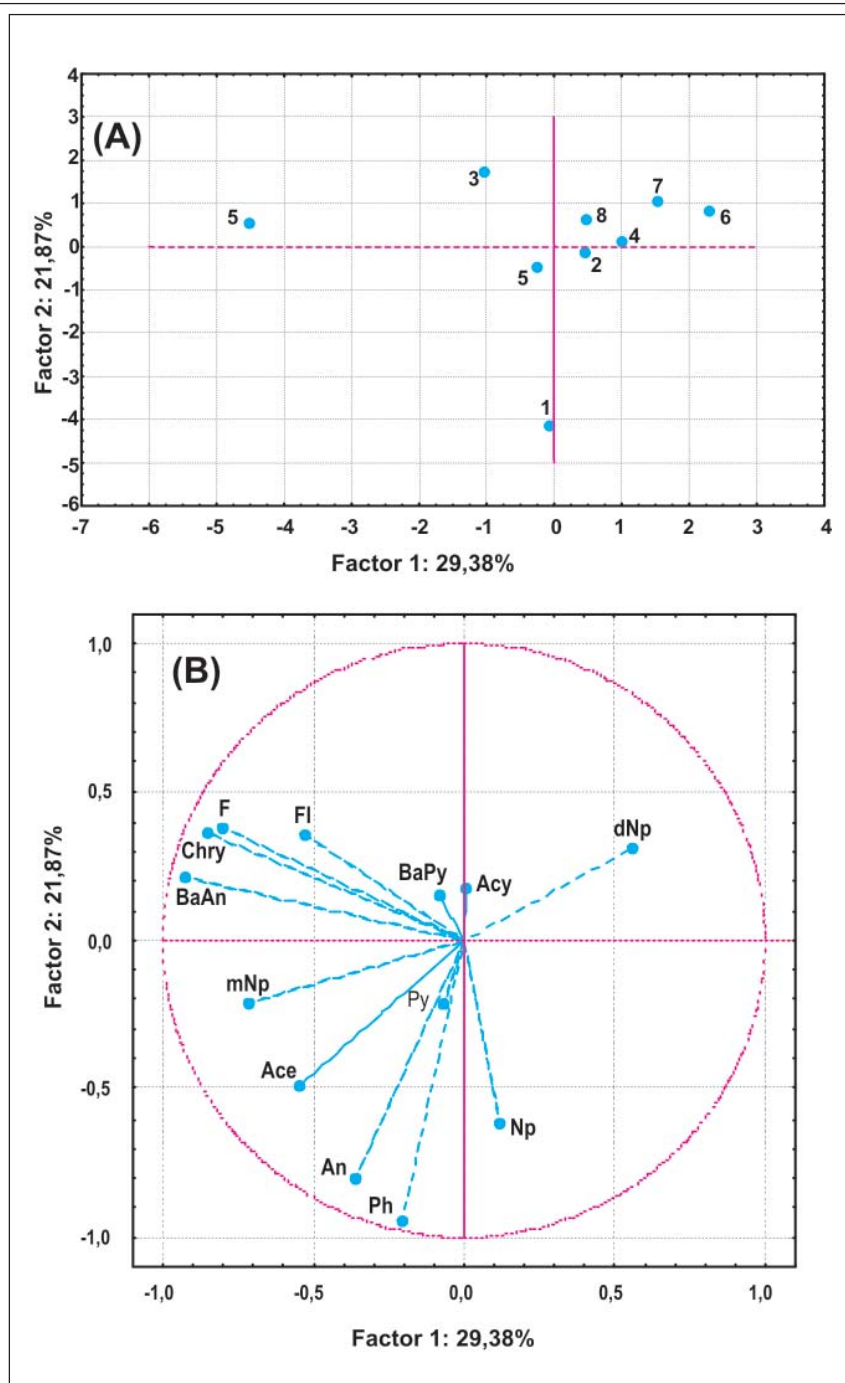 4
3
(A)
2
3
7
1
5
8
6
4
0
2
5
-1
-2
-3
1
-4
-5
-6
-7
-6
-5
-4
-3
-2
-1
0
1
2
3
4
Factor 2: 21,87%
Factor 1: 29,38%
1,0
(B)
0,5
F
Fl
dNp
Chry
BaPy
Acy
BaAn
0,0
mNp
Py
Ace
-0,5
Np
An
Ph
-1,0
-1,0
-0,5
0,0
0,5
1,0
Factor 2: 21,87%
Factor 1: 29,38%